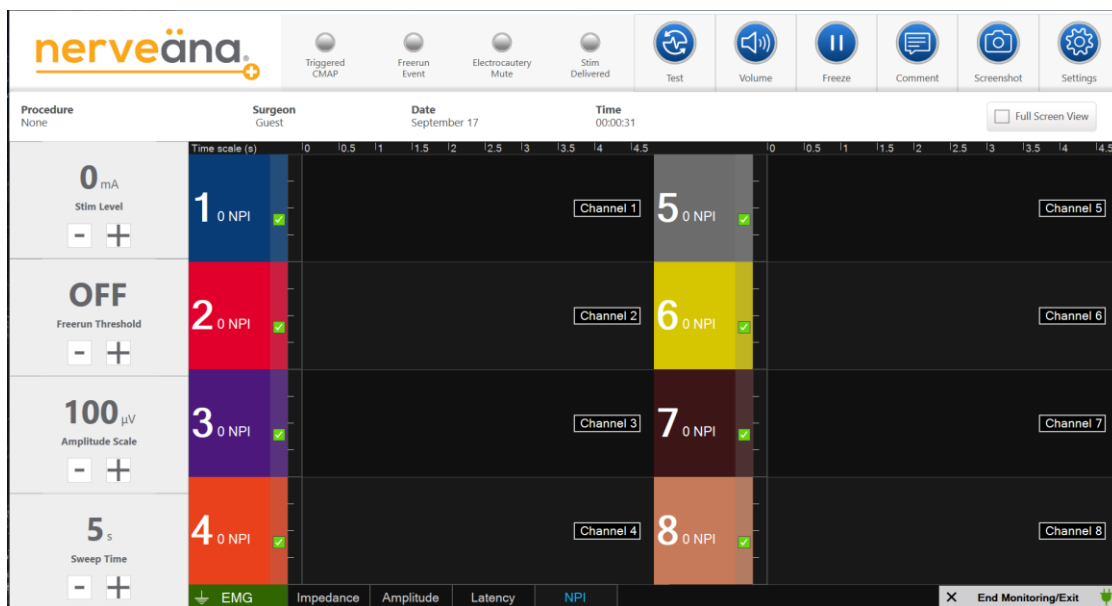 nerveäna®
Triggered CMAP
Freerun Event
Electrocautery Mute
Stim Delivered
Test
Volume
Freeze
Comment
Screenshot
Settings
Procedure
None
Surgeon
Guest
Date
September 17
Time
00:00:31
Full Screen View
0 mA
Stim Level
- +
OFF
Freerun Threshold
- +
100 µV
Amplitude Scale
- +
5 s
Sweep Time
- +
Time scale (s) 0 0.5 1 1.5 2 2.5 3 3.5 4 4.5
1 0 NPI Channel 1
2 0 NPI Channel 2
3 0 NPI Channel 3
4 0 NPI Channel 4
0 0.5 1 1.5 2 2.5 3 3.5 4 4.5
5 0 NPI Channel 5
6 0 NPI Channel 6
7 0 NPI Channel 7
8 0 NPI Channel 8
EMG Impedance Amplitude Latency NPI
X End Monitoring/Exit